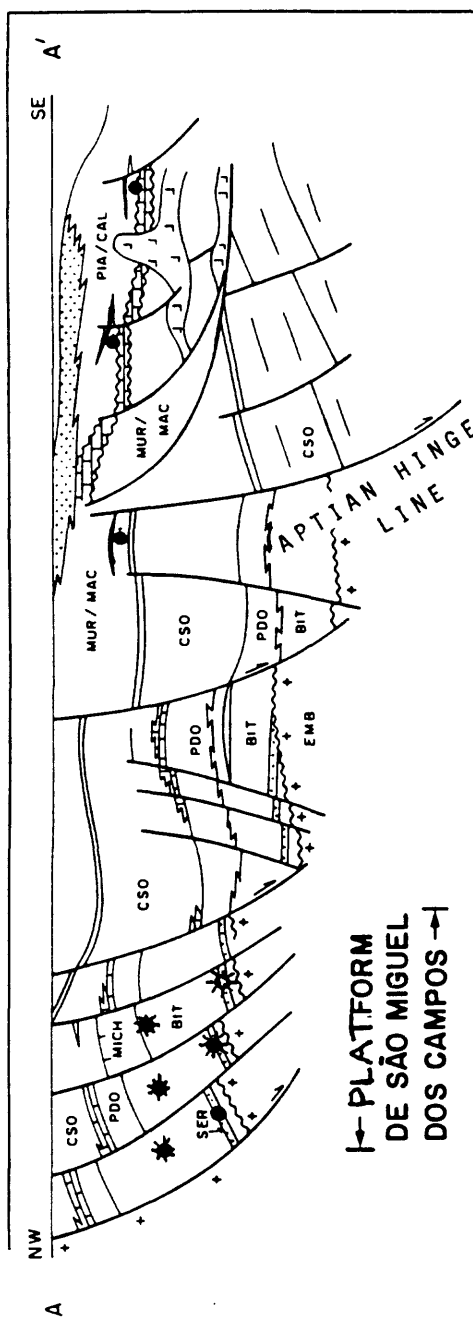 A
A'
NW
SE
CSO
PDO
MICH
BIT
SER
CSO
PDO
BIT
EMB
MUR/MAC
CSO
PDO
BIT
MUR/
MAC
PIA/CAL
CSO
APTIAN HINGE
LINE
PLATFORM
DE SÃO MIGUEL
DOS CAMPOS